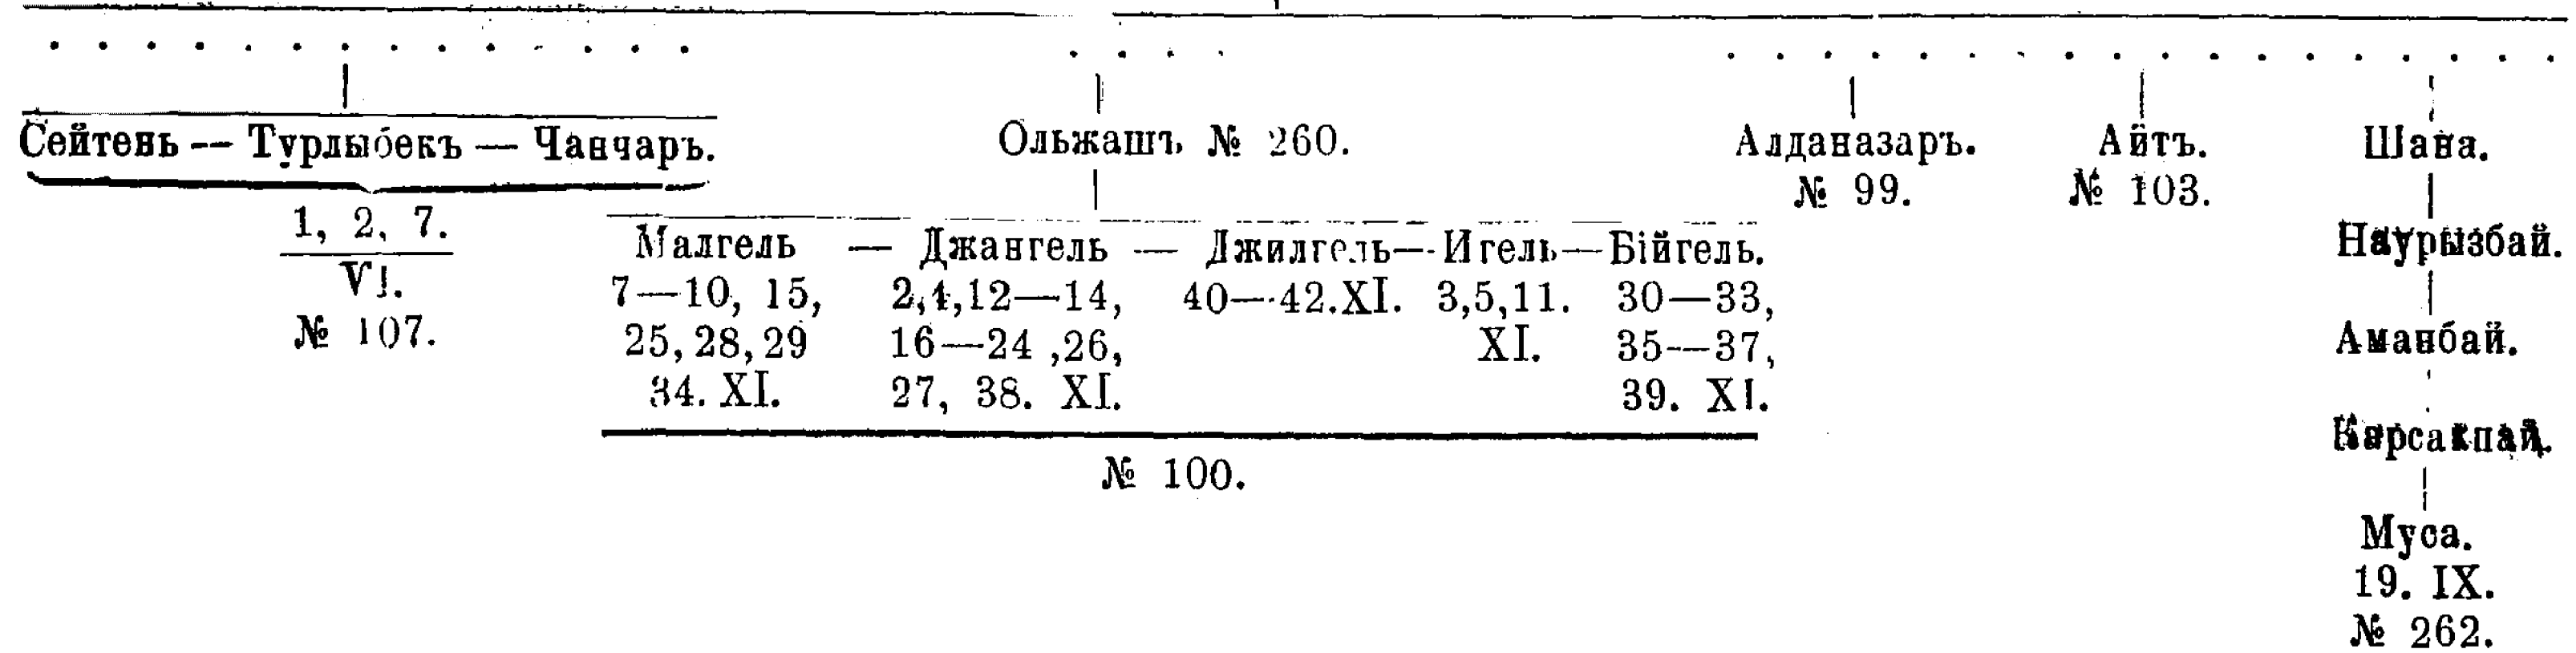 Сейтень — Турлыбекъ — Чанчаръ.
1, 2, 7.
VI.
№ 107.
Ольжашъ № 260.
Малгель — Джангель — Джилгель — Игель — Бійгель.
7—10, 15,
25, 28, 29
34. XI.
2,4,12—14,
16—24 ,26,
27, 38. XI.
40—42.XI.
3,5,11.
XI.
30—33,
35—37,
39. XI.
№ 100.
Алданазаръ.
№ 99.
Аитъ.
№ 103.
Шана.
Наурызбай.
Аманбай.
Карсакпай.
Муса.
19. IX.
№ 262.